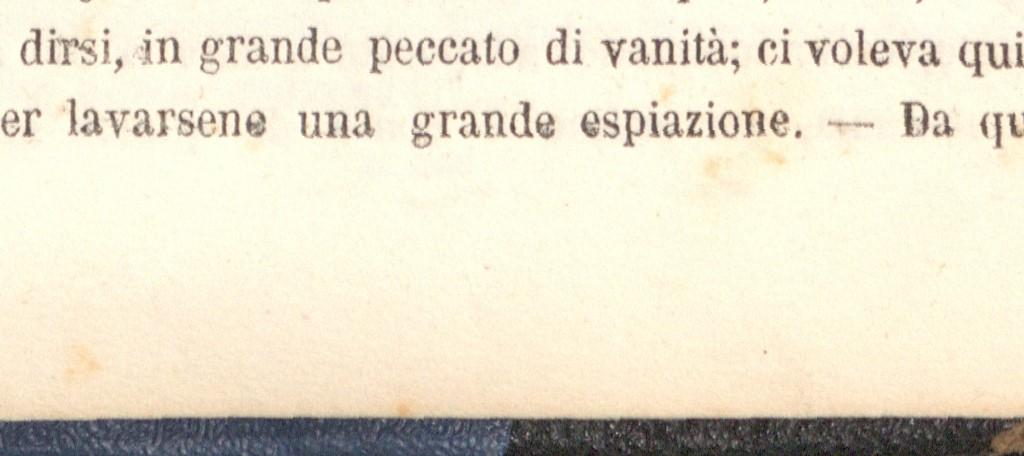 dirsi, in grande peccato di vanità; ci voleva qui
er lavarsene una grande espiazione. — Da qu